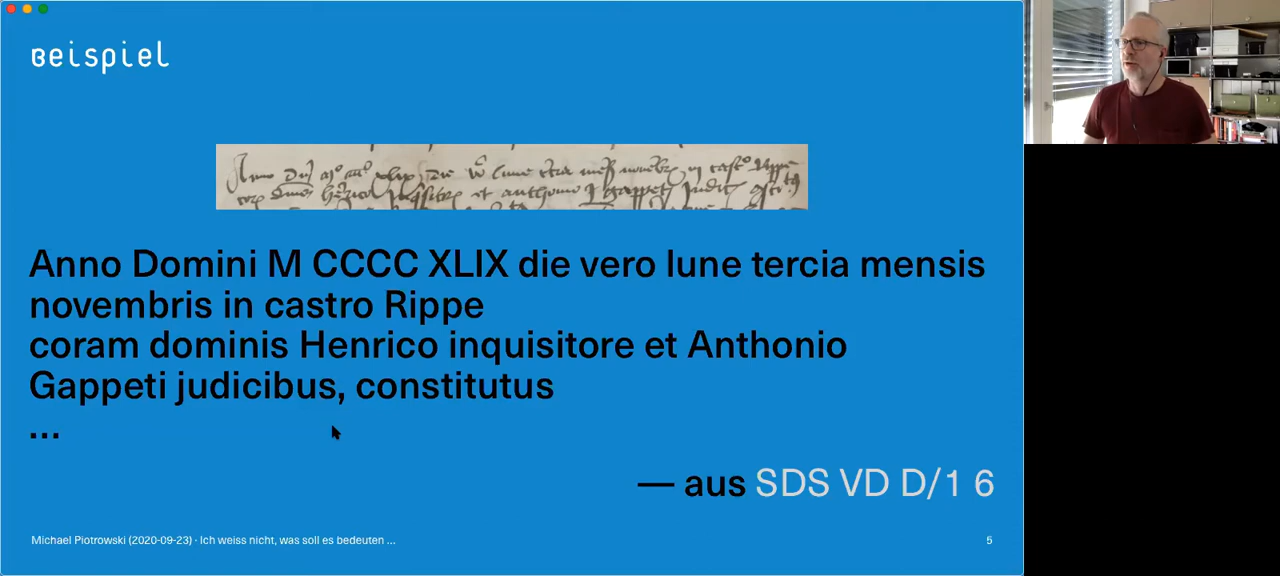 Beispiel
Anno Domini M CCCC XLIX die vero lune tercia mensis
novembris in castro Rippe
coram dominis Henrico inquisitore et Anthonio
Gappeti judicibus, constitutus
...
— aus SDS VD D/1 6
Michael Piotrowski (2020-09-23) · Ich weiss nicht, was soll es bedeuten ...
5